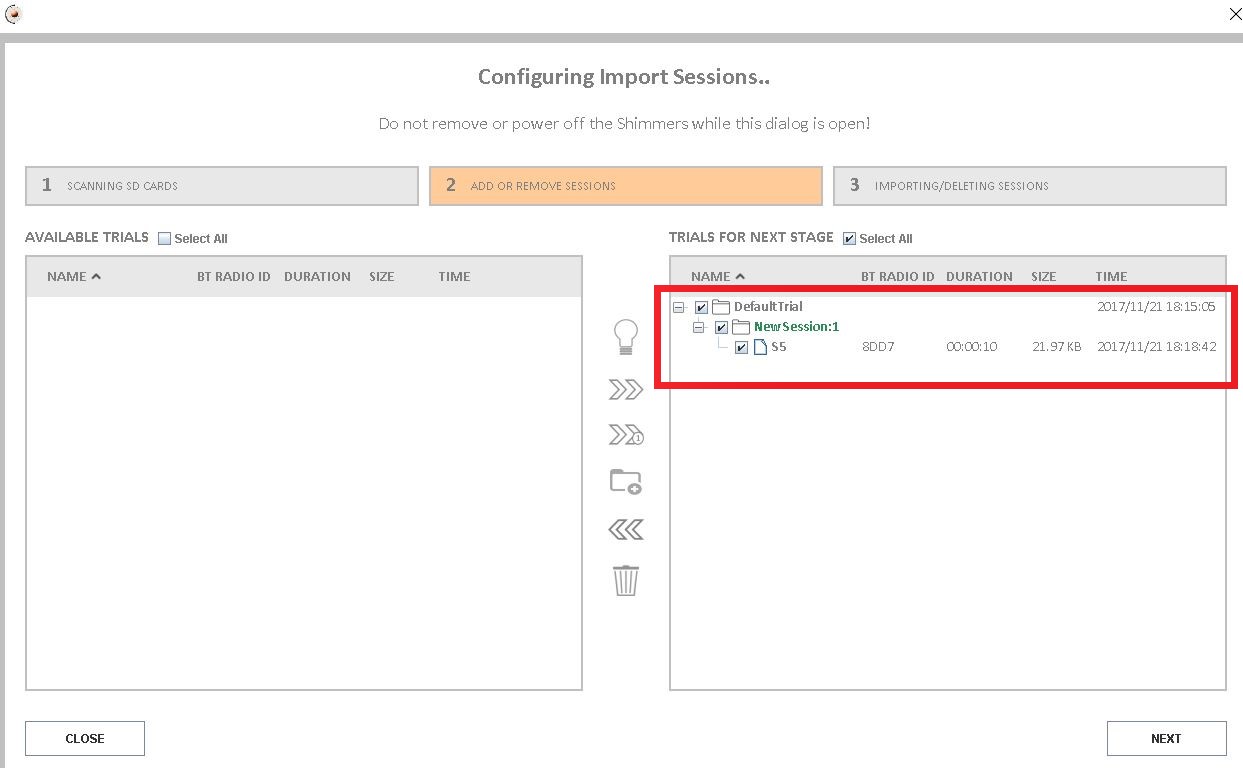 Configuring Import Sessions..
Do not remove or power off the Shimmers while this dialog is open!
1 SCANNING SD CARDS
2 ADD OR REMOVE SESSIONS
3 IMPORTING/DELETING SESSIONS
AVAILABLE TRIALS Select All
NAME BT RADIO ID DURATION SIZE TIME
TRIALS FOR NEXT STAGE Select All
NAME BT RADIO ID DURATION SIZE TIME
DefaultTrial 2017/11/21 18:15:05
New Session:1
S5 8DD7 00:00:10 21.97 KB 2017/11/21 18:18:42
1
CLOSE
NEXT